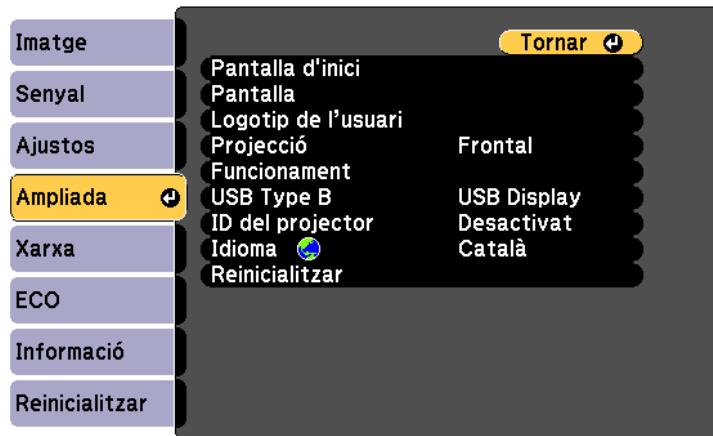 Imatge
Senyal
Ajustos
Ampliada
Xarxa
ECO
Informació
Reinicialitzar
Tornar
Pantalla d'inici
Pantalla
Logotip de l’usuari
Projecció Frontal
Funcionament
USB Type B USB Display
ID del projector Desactivat
Idioma Català
Reinicialitzar